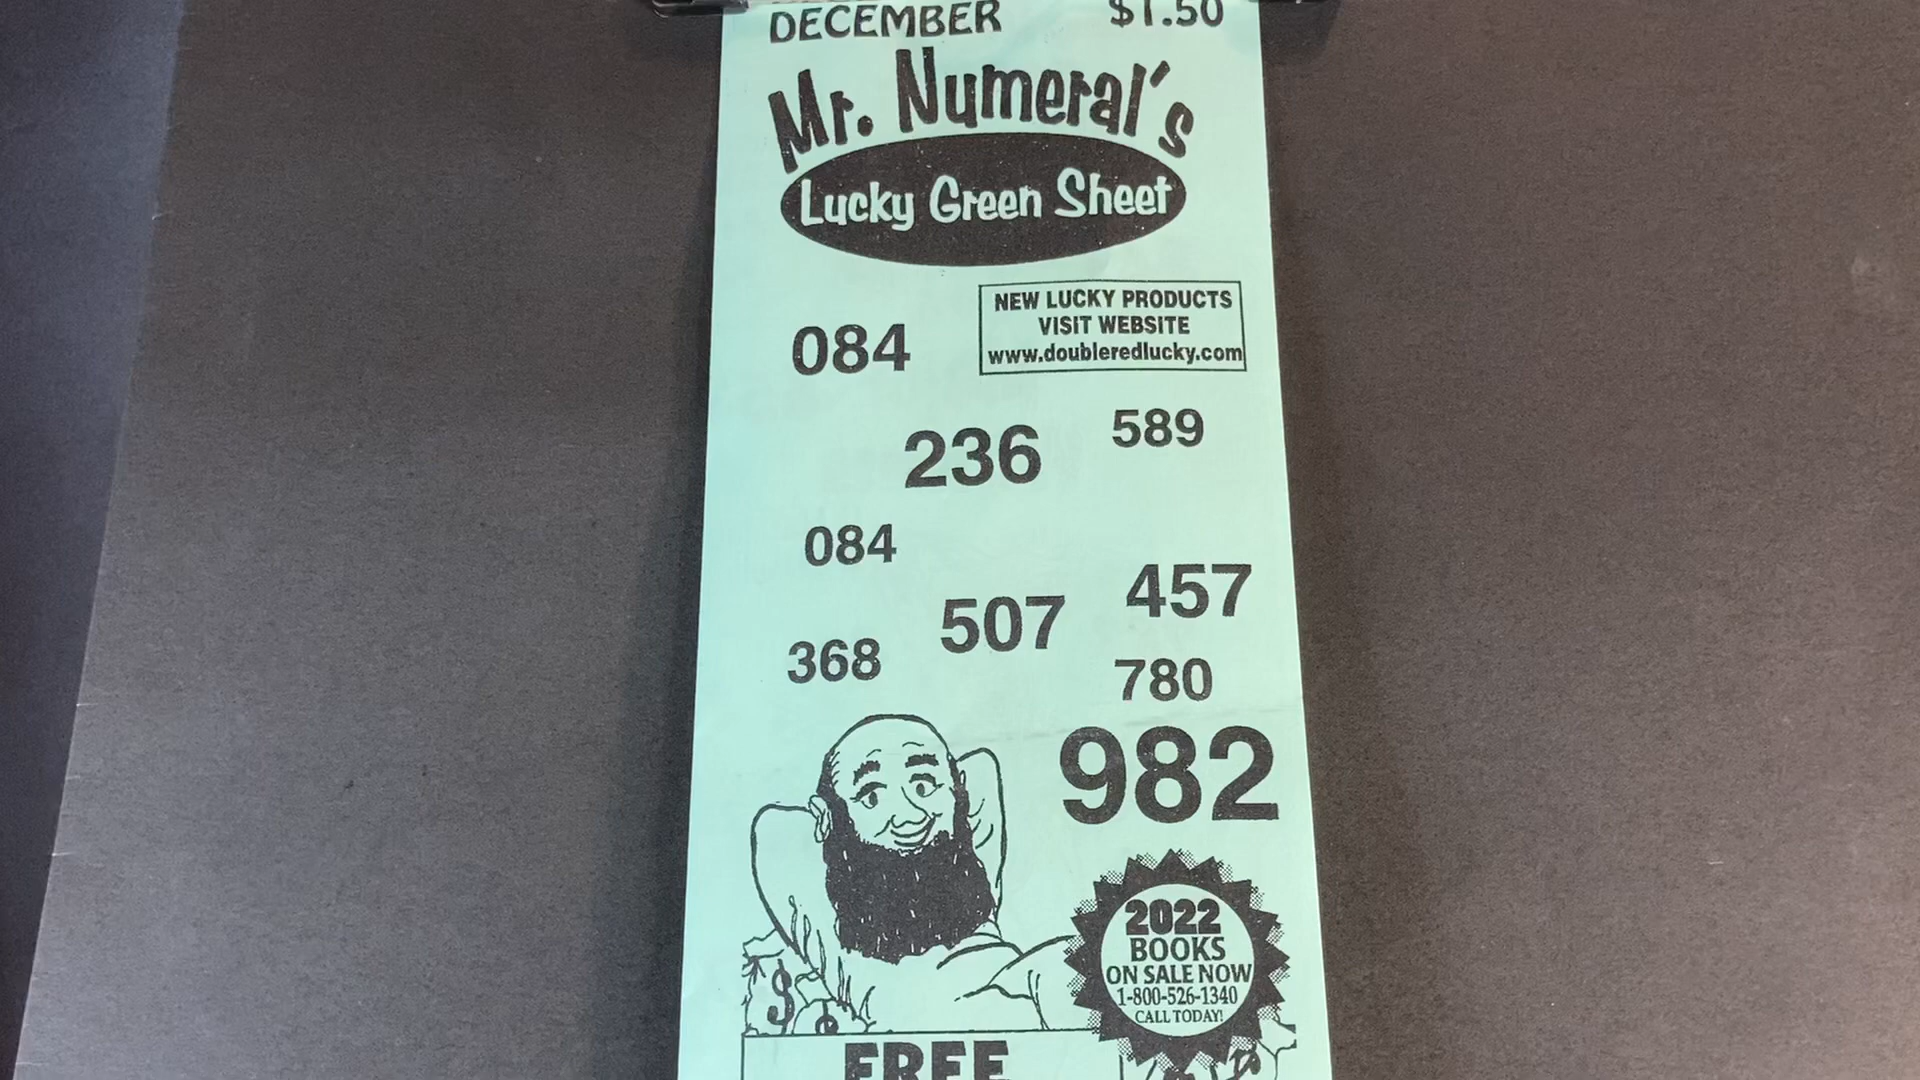 DECEMBER $1.50
Mr. Numeral's
Lucky Green Sheet
NEW LUCKY PRODUCTS
VISIT WEBSITE
www.doubleredlucky.com
084
236
589
084
457
507
368
780
982
2022
BOOKS
ON SALE NOW
1-800-526-1340
CALL TODAY!
$
$
FREE